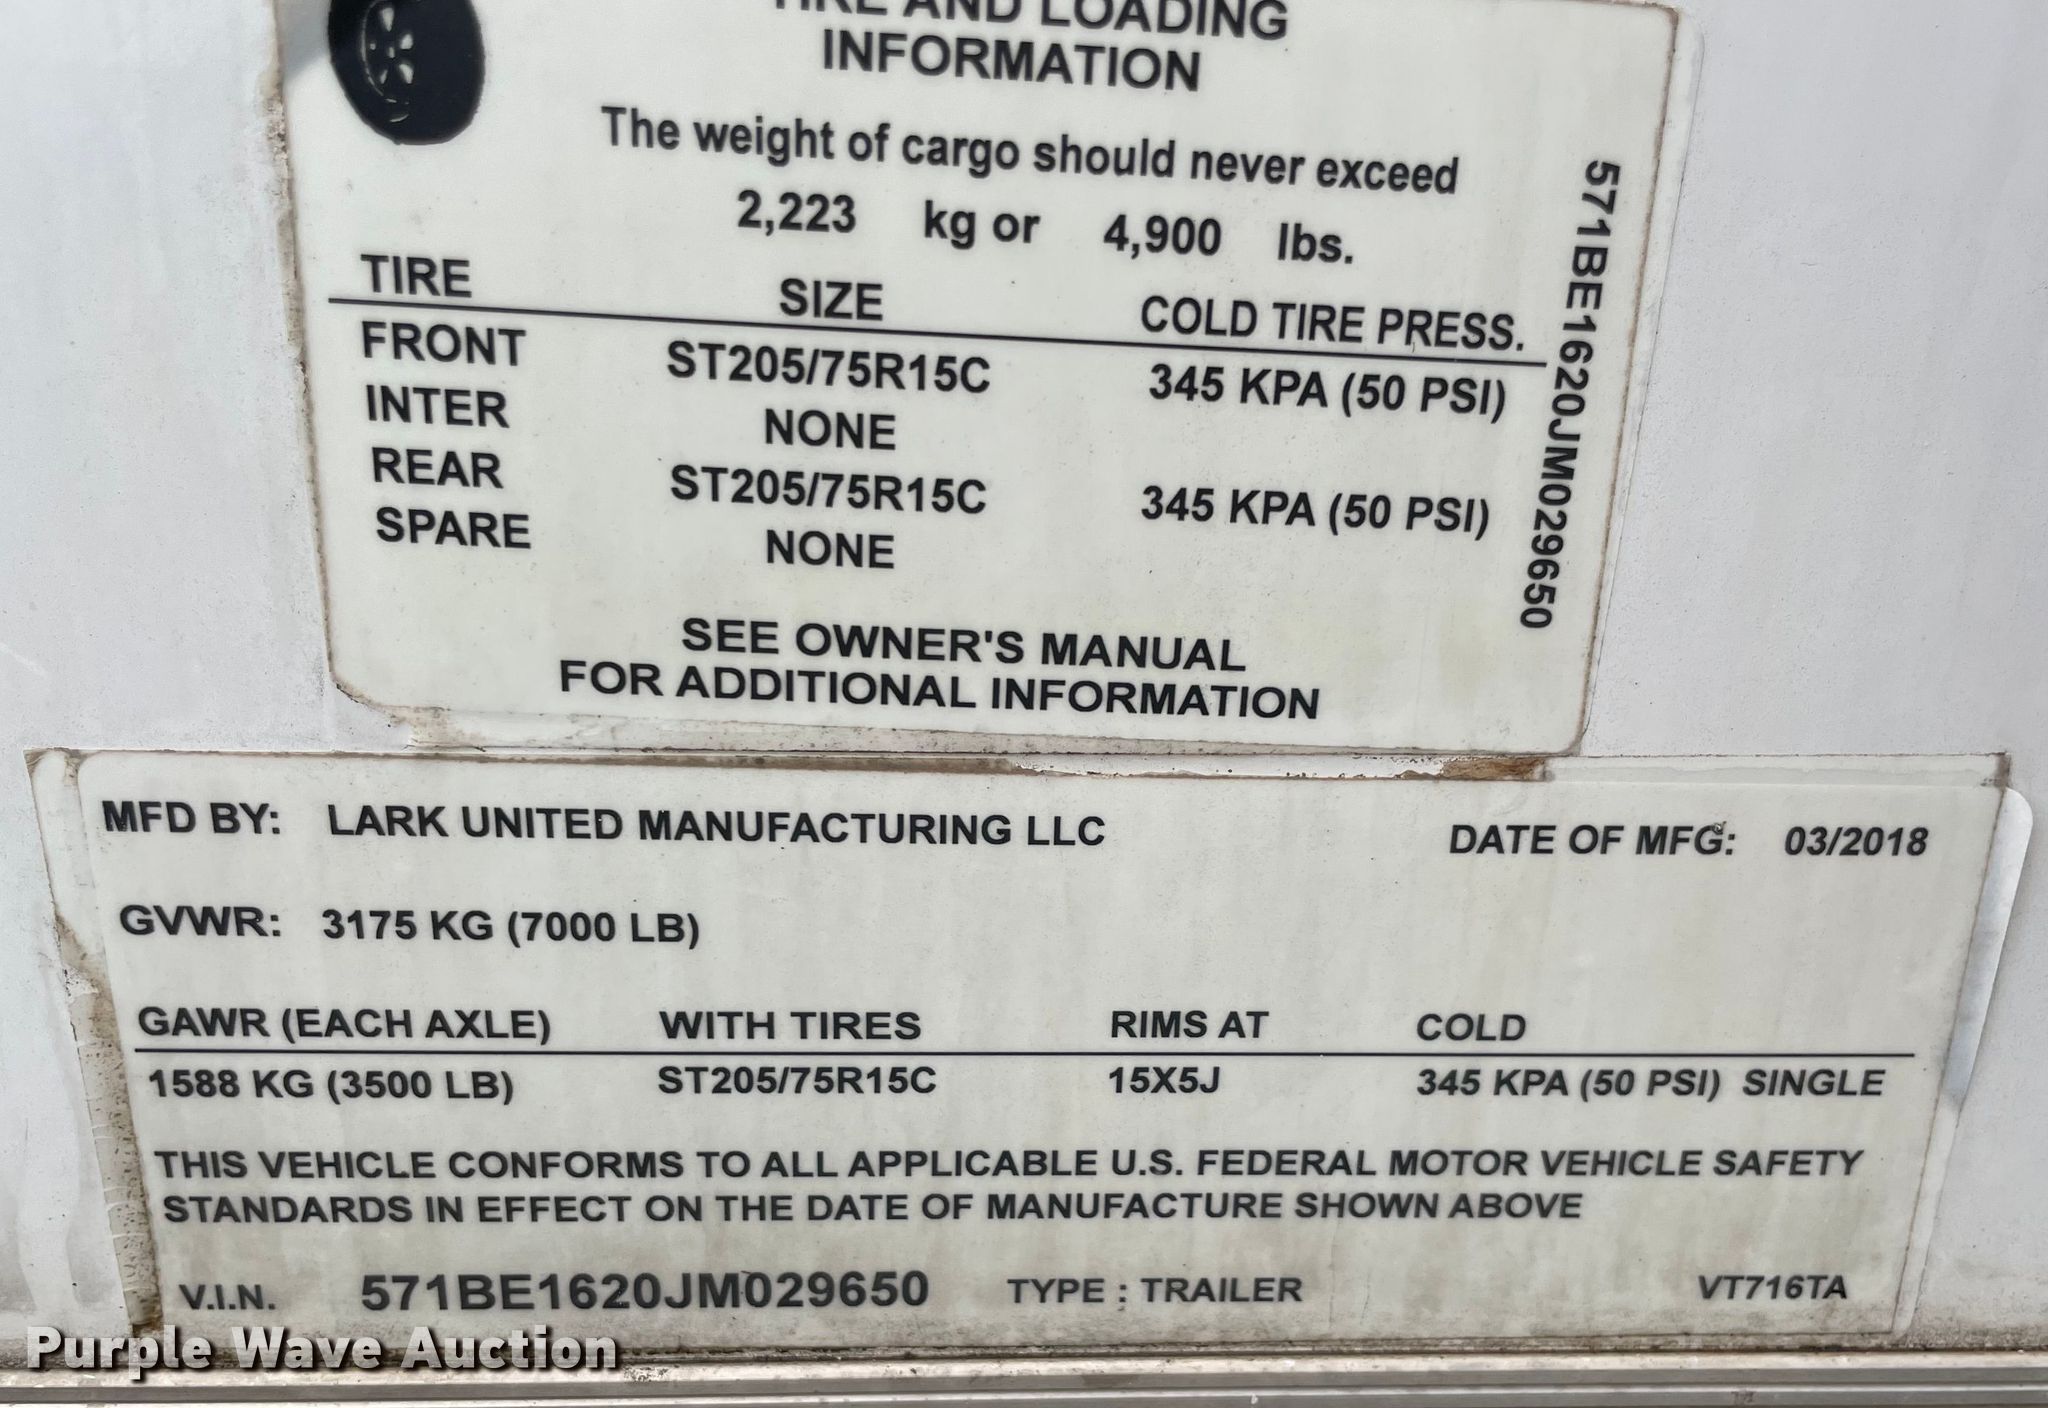 TIRE AND LOADING
INFORMATION
The weight of cargo should never exceed
2,223 kg or 4,900 lbs.
TIRE SIZE COLD TIRE PRESS.
FRONT ST205/75R15C 345 KPA (50 PSI)
INTER NONE
REAR ST205/75R15C 345 KPA (50 PSI)
SPARE NONE
SEE OWNER'S MANUAL
FOR ADDITIONAL INFORMATION
571BE1620JM029650
MFD BY: LARK UNITED MANUFACTURING LLC DATE OF MFG: 03/2018
GVWR: 3175 KG (7000 LB)
GAWR (EACH AXLE) WITH TIRES RIMS AT COLD
1588 KG (3500 LB) ST205/75R15C 15X5J 345 KPA (50 PSI) SINGLE
THIS VEHICLE CONFORMS TO ALL APPLICABLE U.S. FEDERAL MOTOR VEHICLE SAFETY
STANDARDS IN EFFECT ON THE DATE OF MANUFACTURE SHOWN ABOVE
V.I.N. 571BE1620JM029650 TYPE : TRAILER VT716TA
Purple Wave Auction